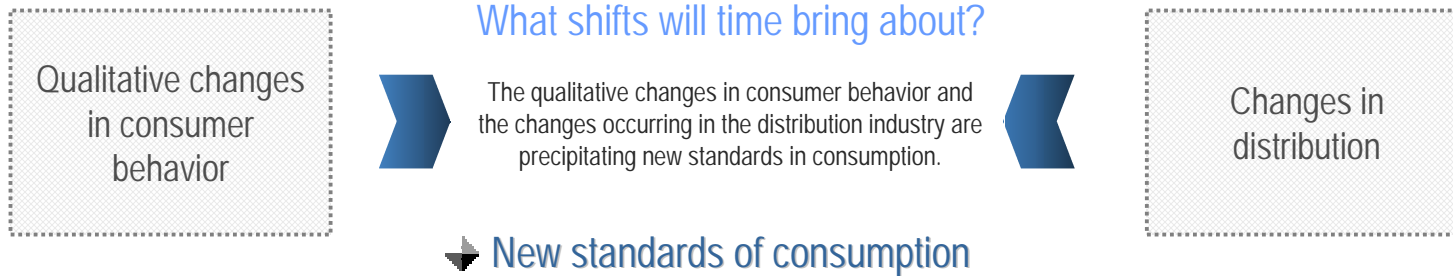 What shifts will time bring about?
Qualitative changes
in consumer
behavior
The qualitative changes in consumer behavior and
the changes occurring in the distribution industry are
precipitating new standards in consumption.
Changes in
distribution
New standards of consumption